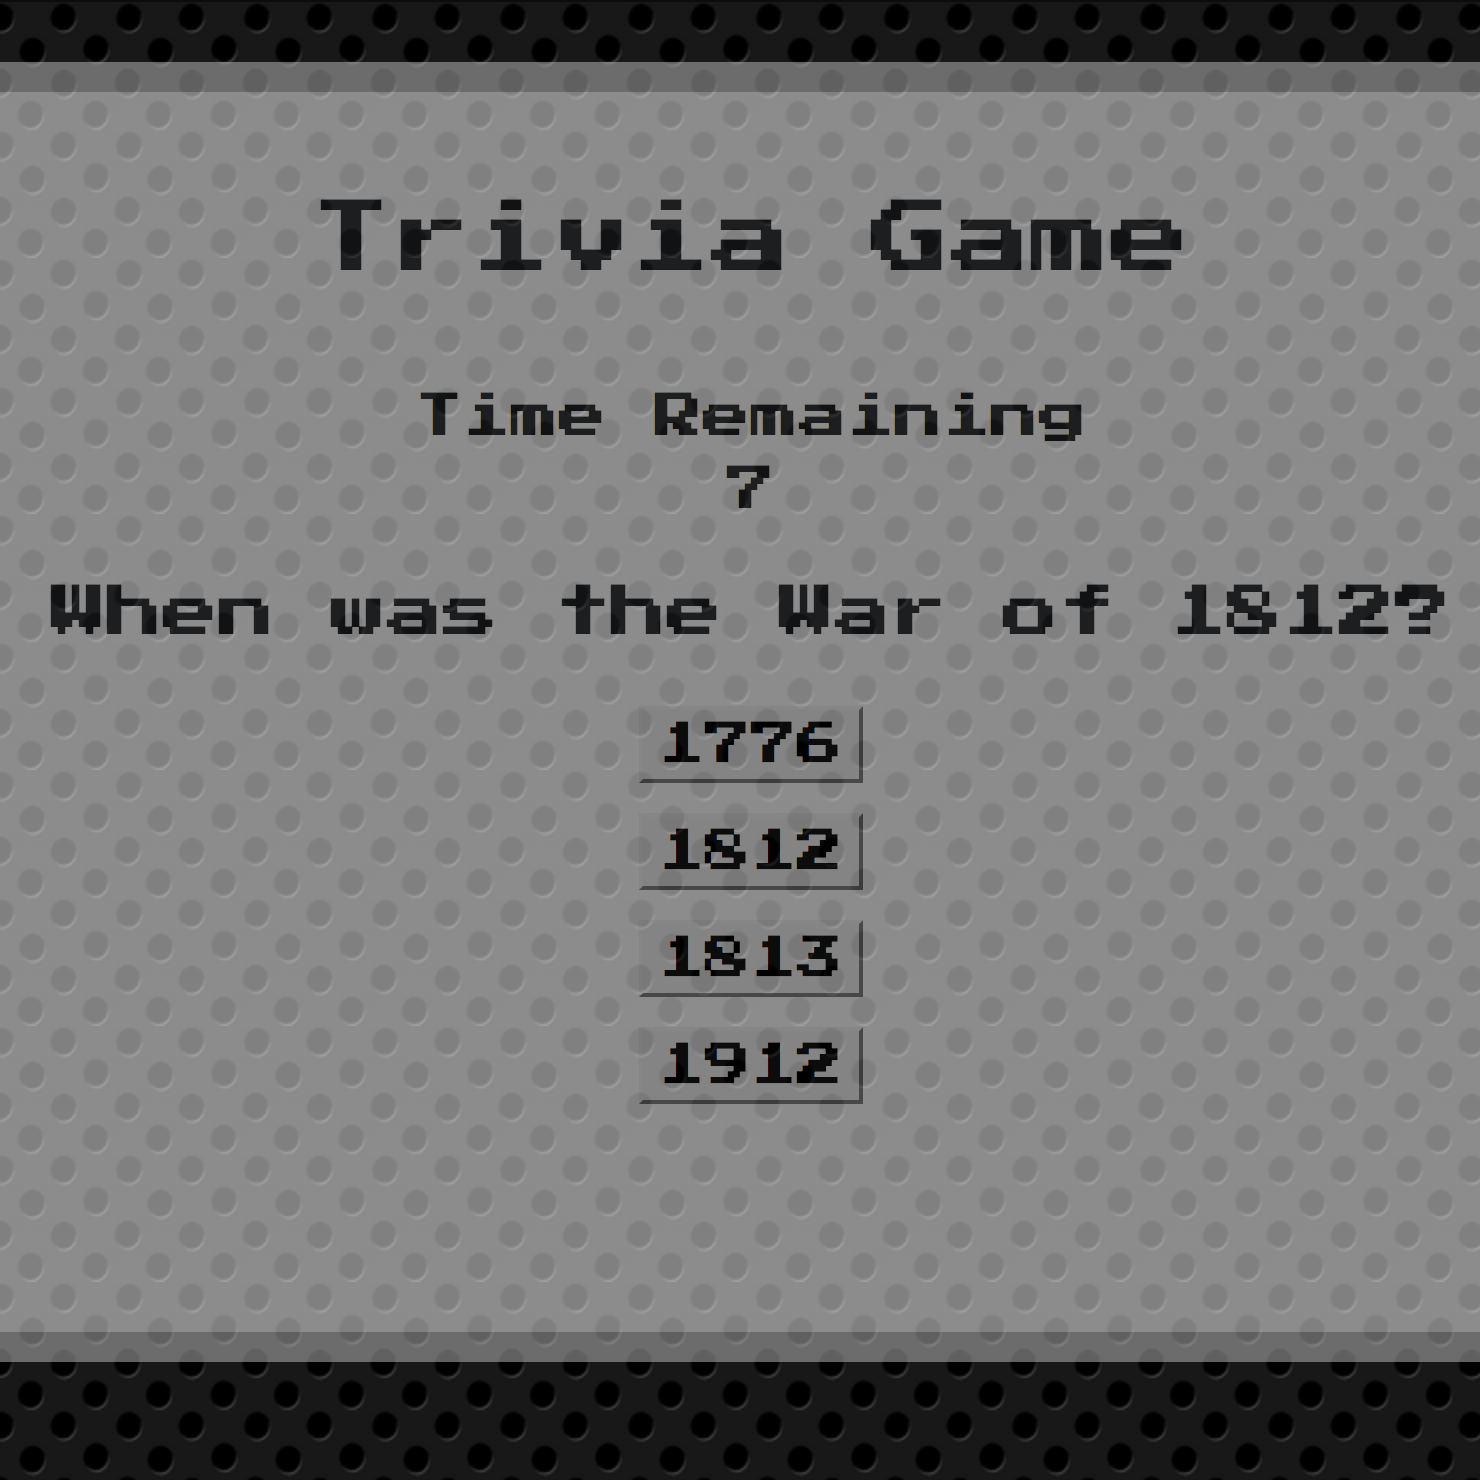 Trivia Game
Time Remaining
7
When was the War of 1812?
1776
1812
1813
1912